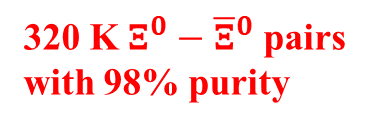 320 K Ξ⁰ – Ξ̅⁰ pairs
with 98% purity